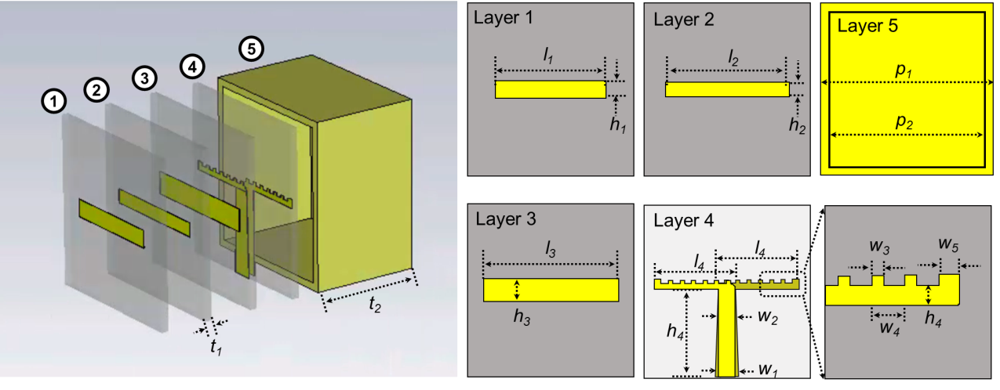 1
2
3
4
5
t1
t2
Layer 1
l1
h1
Layer 2
l2
h2
Layer 5
p1
p2
Layer 3
l3
h3
Layer 4
l4
l4
h4
w2
w1
w3
w5
w4
h4